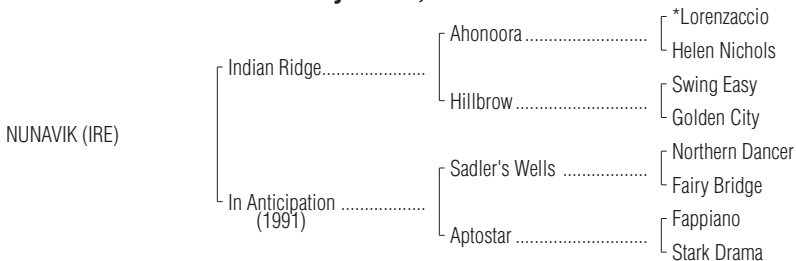 *Lorenzaccio
Ahonoora ..........................
Helen Nichols
Indian Ridge......................
Swing Easy
Hillbrow ............................
Golden City
NUNAVIK (IRE)
Northern Dancer
Sadler's Wells ..................
Fairy Bridge
In Anticipation ..................
(1991)
Fappiano
Aptostar ............................
Stark Drama